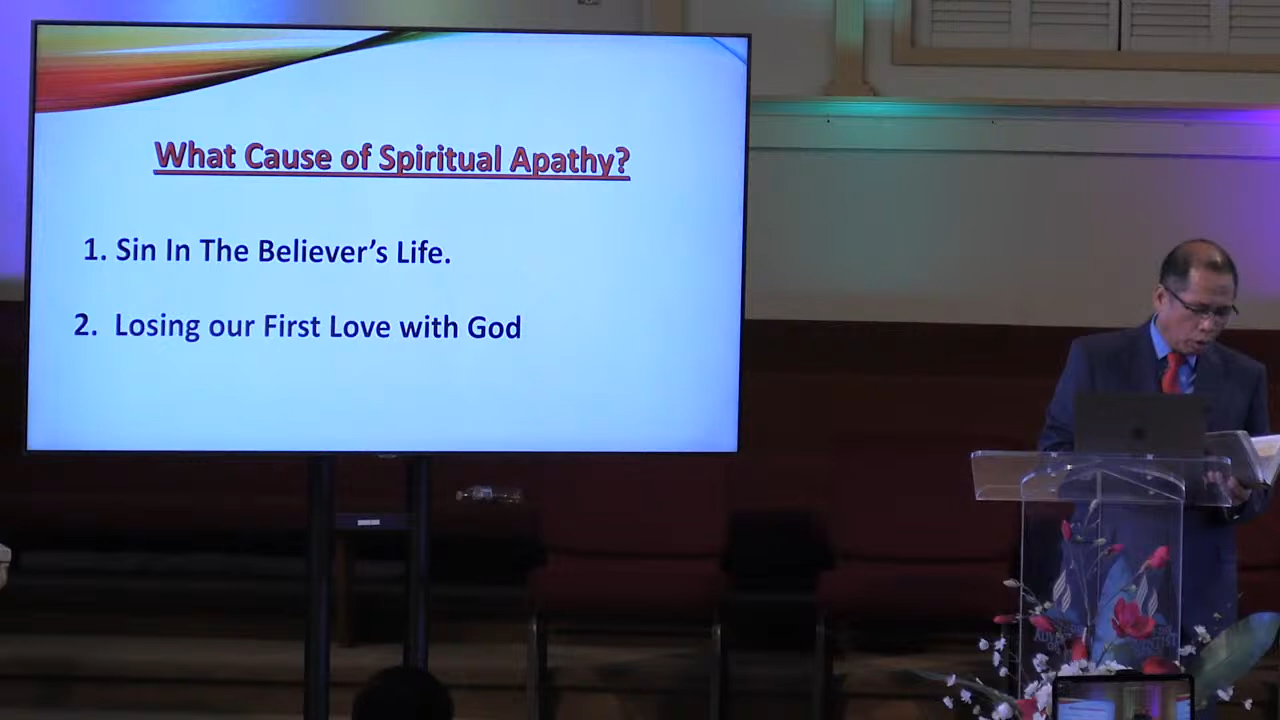 What Cause of Spiritual Apathy?
1. Sin In The Believer's Life.
2. Losing our First Love with God